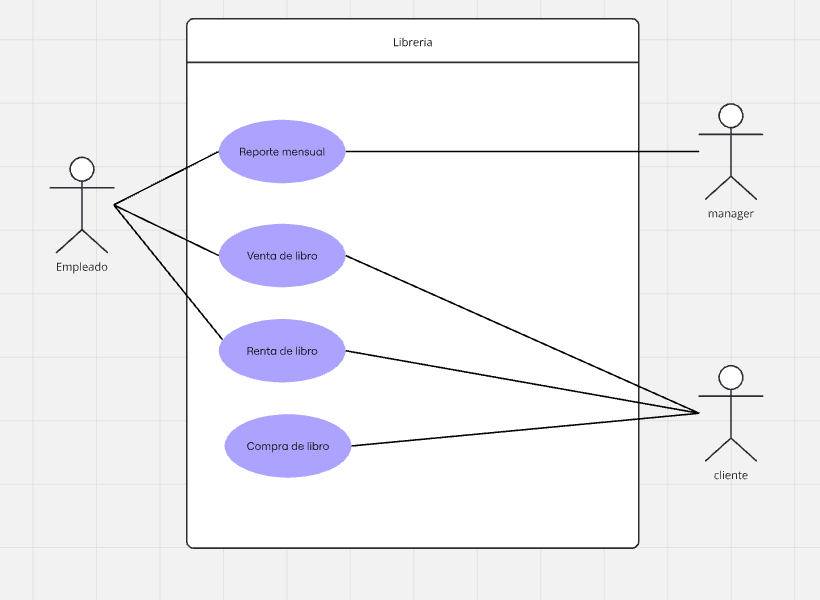 Libreria
Reporte mensual
manager
Venta de libro
Empleado
Renta de libro
Compra de libro
cliente